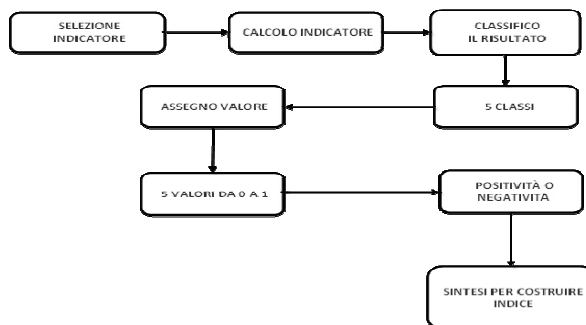 SELEZIONE
INDICATORE
CALCOLO INDICATORE
CLASSIFICO
IL RISULTATO
5 CLASSI
ASSEGNO VALORE
5 VALORI DA 0 A 1
POSITIVITÀ O
NEGATIVITÀ
SINTESI PER COSTRUIRE
INDICE